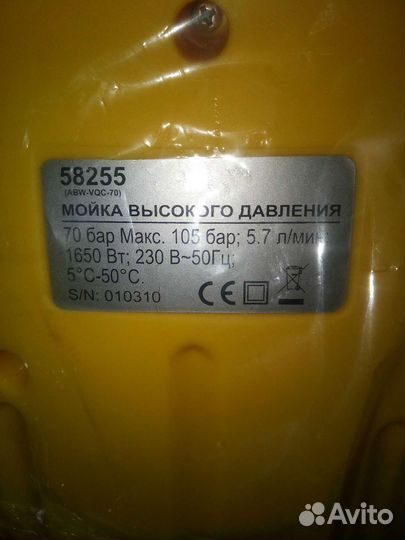 58255
(ABW-VQC-70)
МОЙКА ВЫСОКОГО ДАВЛЕНИЯ
70 бар Макс. 105 бар; 5.7 л/мин;
1650 Вт; 230 В~50Гц;
5°C-50°C.
S/N: 010310
CE
Avito